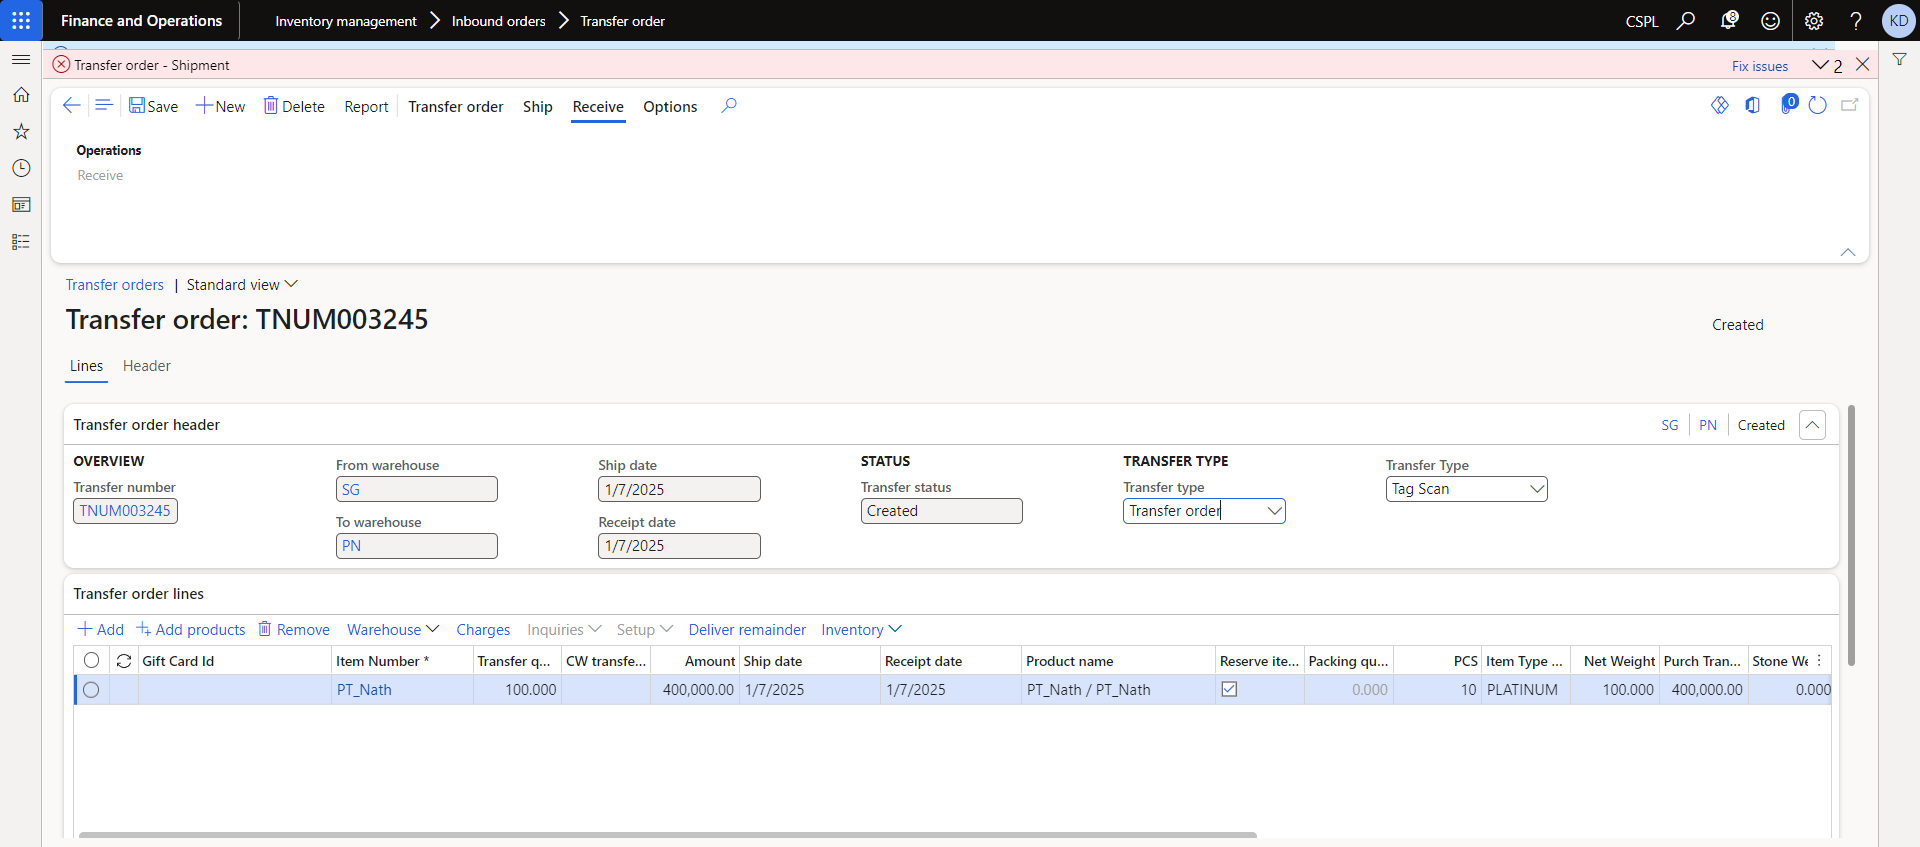 Finance and Operations
Inventory management Inbound orders Transfer order
CSPL
8
?
KD
Transfer order - Shipment
Fix issues
2
Save
New
Delete
Report
Transfer order
Ship
Receive
Options
0
Operations
Receive
Transfer orders | Standard view
Transfer order: TNUM003245
Created
Lines
Header
Transfer order header
SG
PN
Created
OVERVIEW
Transfer number
TNUM003245
From warehouse
SG
To warehouse
PN
Ship date
1/7/2025
Receipt date
1/7/2025
STATUS
Transfer status
Created
TRANSFER TYPE
Transfer type
Transfer order
Transfer Type
Tag Scan
Transfer order lines
Add
Add products
Remove
Warehouse
Charges
Inquiries
Setup
Deliver remainder
Inventory
Gift Card Id Item Number * Transfer q... CW transfe... Amount Ship date Receipt date Product name Reserve ite... Packing qu... PCS Item Type ... Net Weight Purch Tran... Stone We
PT_Nath 100.000 400,000.00 1/7/2025 1/7/2025 PT_Nath / PT_Nath 0.000 10 PLATINUM 100.000 400,000.00 0.000